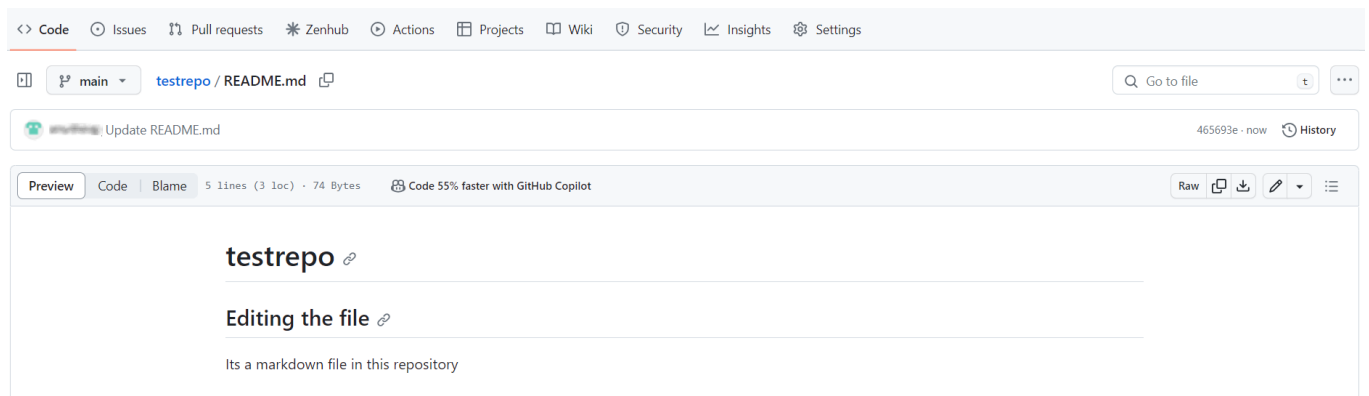 Code Issues Pull requests Zenhub Actions Projects Wiki Security Insights Settings
main testrepo / README.md Go to file t
Update README.md 465693e · now History
Preview Code Blame 5 lines (3 loc) · 74 Bytes Code 55% faster with GitHub Copilot Raw
testrepo
Editing the file
Its a markdown file in this repository